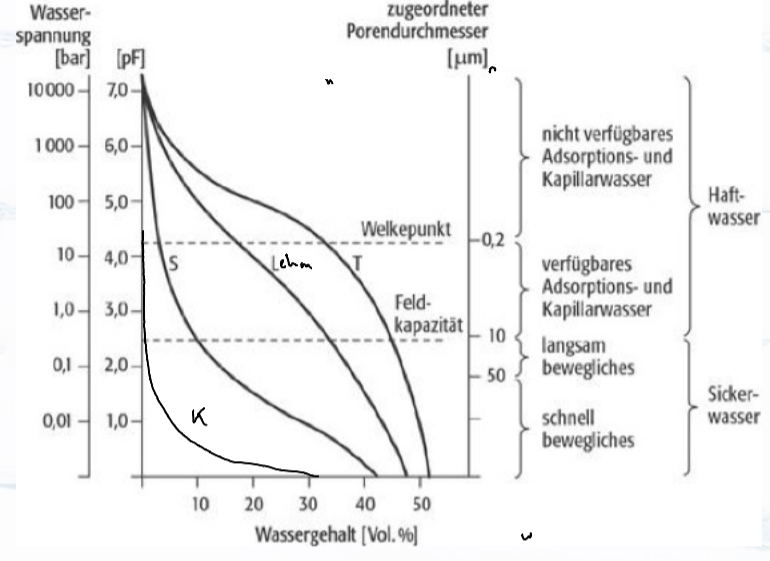 Wasser-
spannung
[bar]
[pF]
zugeordneter
Porendurchmesser
[µm]
10 000
1 000
100
10
1,0
0,1
0,01
7,0
6,0
5,0
4,0
3,0
2,0
1,0
Welkepunkt
S
Lehm
T
Feld-
kapazität
K
0,2
10
50
nicht verfügbares
Adsorptions- und
Kapillarwasser
verfügbares
Adsorptions- und
Kapillarwasser
langsam
bewegliches
schnell
bewegliches
Haft-
wasser
Sicker-
wasser
10 20 30 40 50
Wassergehalt [Vol.%]